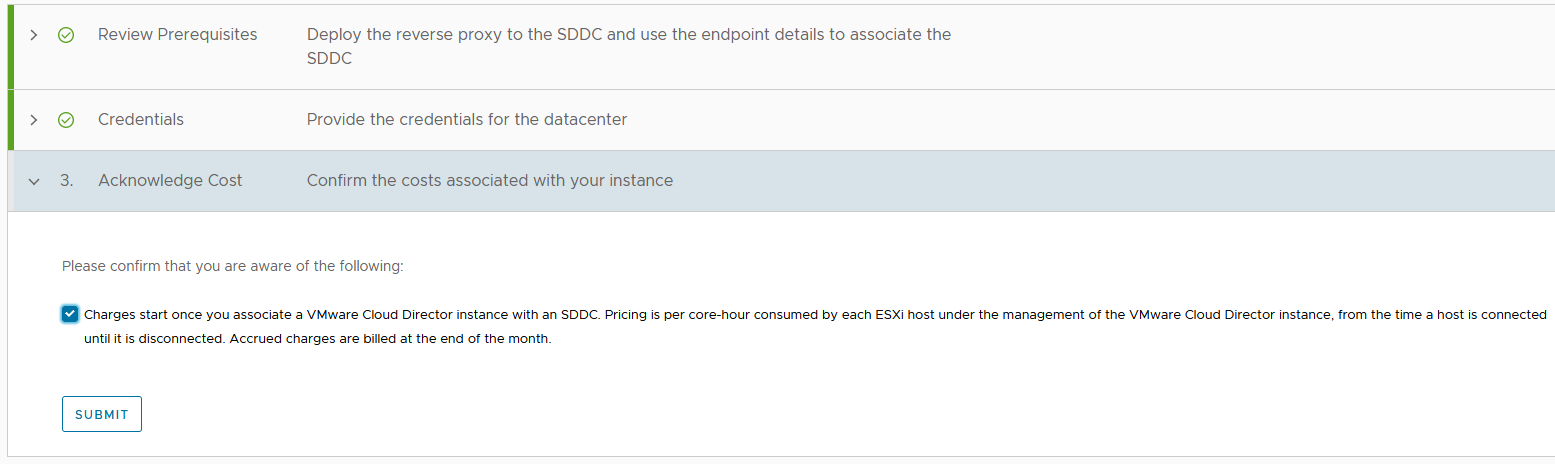 Review Prerequisites Deploy the reverse proxy to the SDDC and use the endpoint details to associate the
SDDC
Credentials Provide the credentials for the datacenter
3. Acknowledge Cost Confirm the costs associated with your instance
Please confirm that you are aware of the following:
Charges start once you associate a VMware Cloud Director instance with an SDDC. Pricing is per core-hour consumed by each ESXi host under the management of the VMware Cloud Director instance, from the time a host is connected
until it is disconnected. Accrued charges are billed at the end of the month.
SUBMIT